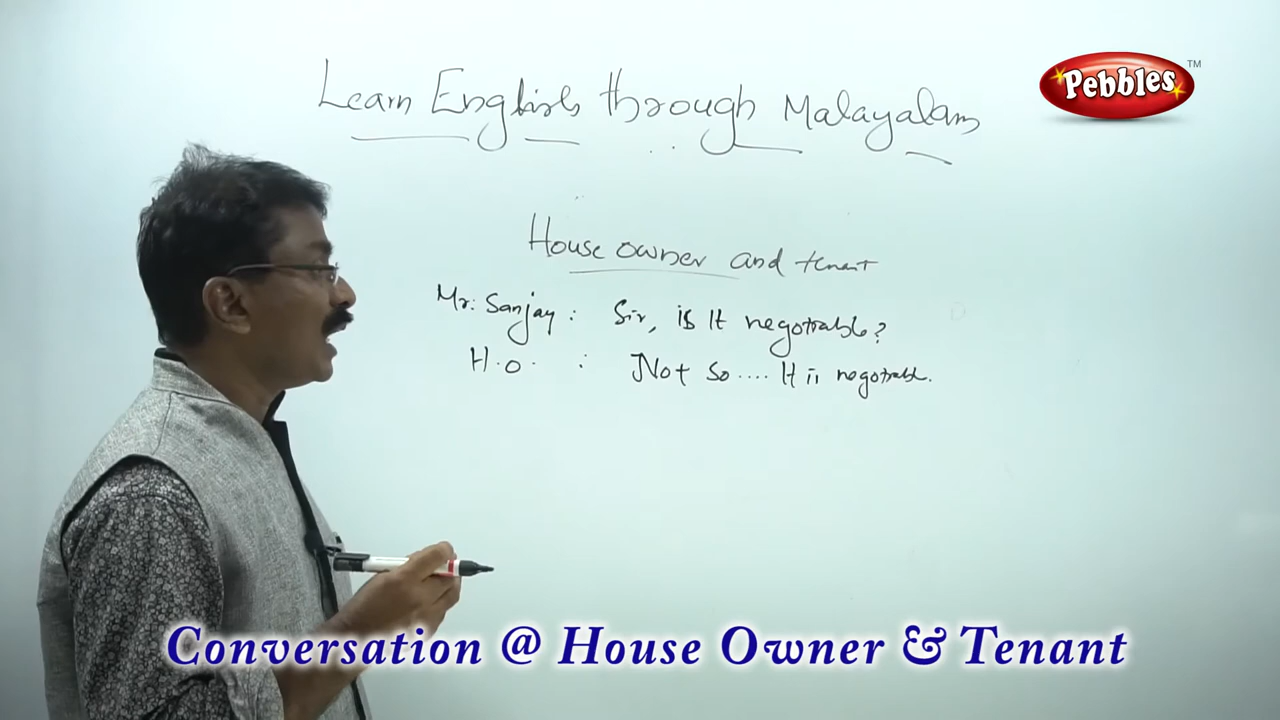 Learn English through Malayalam
Pebbles TM
House owner and tenant
Mr. Sanjay : Sir, is it negotiable?
H.O. : Not so .... It is negotiable.
Conversation @ House Owner & Tenant